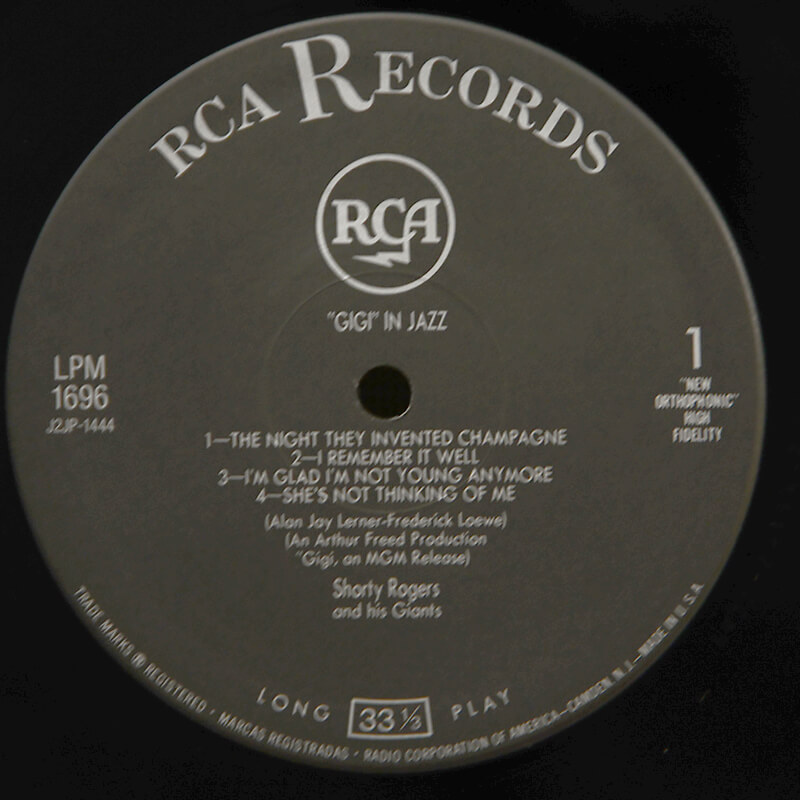 RCA RECORDS
RCA
"GIGI" IN JAZZ
LPM
1696
J2JP-1444
1
"NEW
ORTHOPHONIC"
HIGH
FIDELITY
1—THE NIGHT THEY INVENTED CHAMPAGNE
2—I REMEMBER IT WELL
3—I'M GLAD I'M NOT YOUNG ANYMORE
4—SHE'S NOT THINKING OF ME
(Alan Jay Lerner-Frederick Loewe)
(An Arthur Freed Production
"Gigi, an MGM Release)
Shorty Rogers
and his Giants
LONG 33 1/3 PLAY
TRADE MARKS ® REGISTERED · MARCAS REGISTRADAS · RADIO CORPORATION OF AMERICA—CAMDEN, N. J.—MADE IN U.S.A.